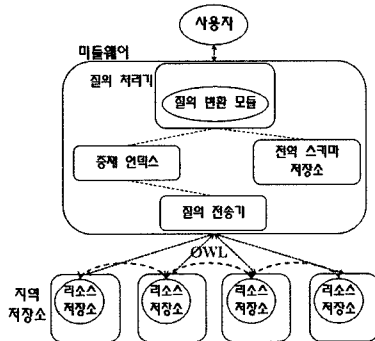 사용자
미들웨어
질의 처리기
질의 변환 모듈
중재 인덱스
전역 스키마
저장소
질의 전송기
OWL
지역
저장소
리소스
저장소
리소스
저장소
리소스
저장소
리소스
저장소